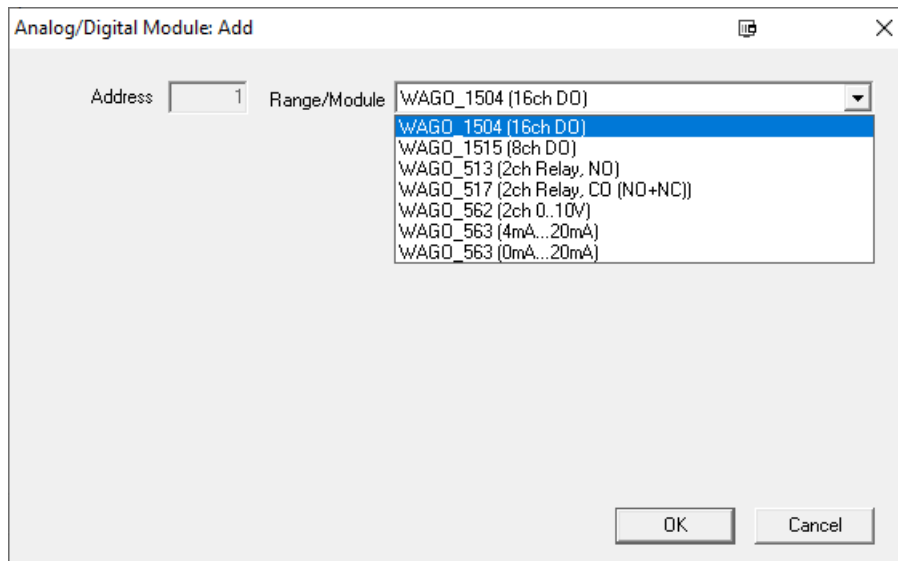 Analog/Digital Module: Add
Address 1 Range/Module WAGO_1504 (16ch DO)
WAGO_1504 (16ch DO)
WAGO_1515 (8ch DO)
WAGO_513 (2ch Relay, NO)
WAGO_517 (2ch Relay, CO (NO+NC))
WAGO_562 (2ch 0..10V)
WAGO_563 (4mA...20mA)
WAGO_563 (0mA...20mA)
OK Cancel